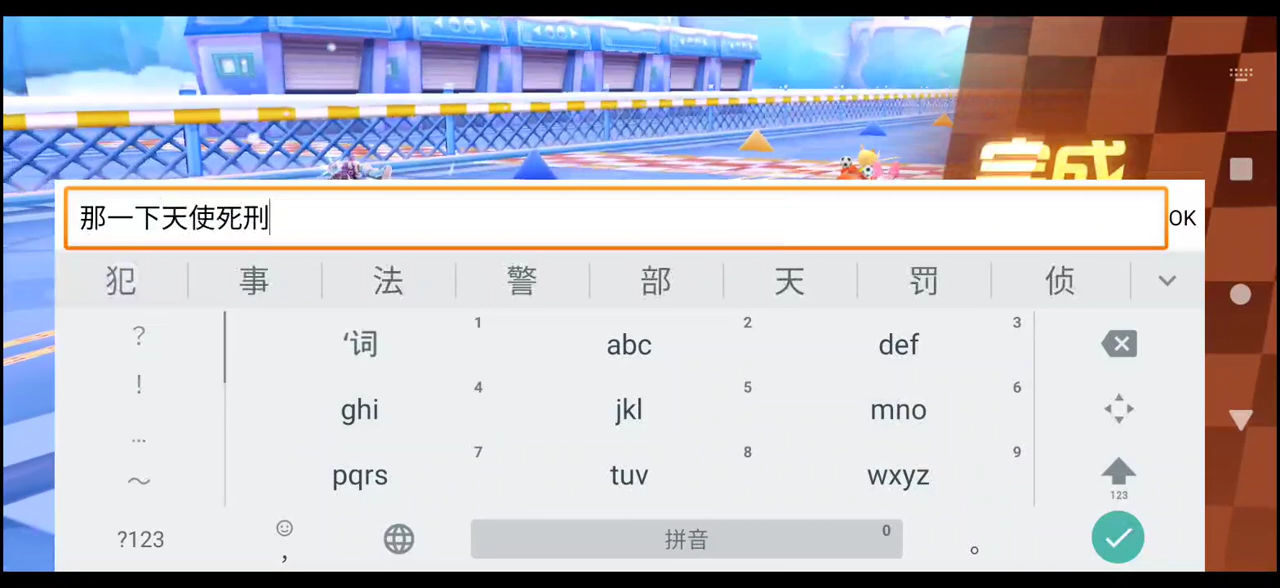 完成
那一下天使死刑
OK
犯 事 法 警 部 天 罚 侦
?
!
…
~
'词 1
abc 2
def 3
ghi 4
jkl 5
mno 6
pqrs 7
tuv 8
wxyz 9
123
?123
,
拼音 0
。